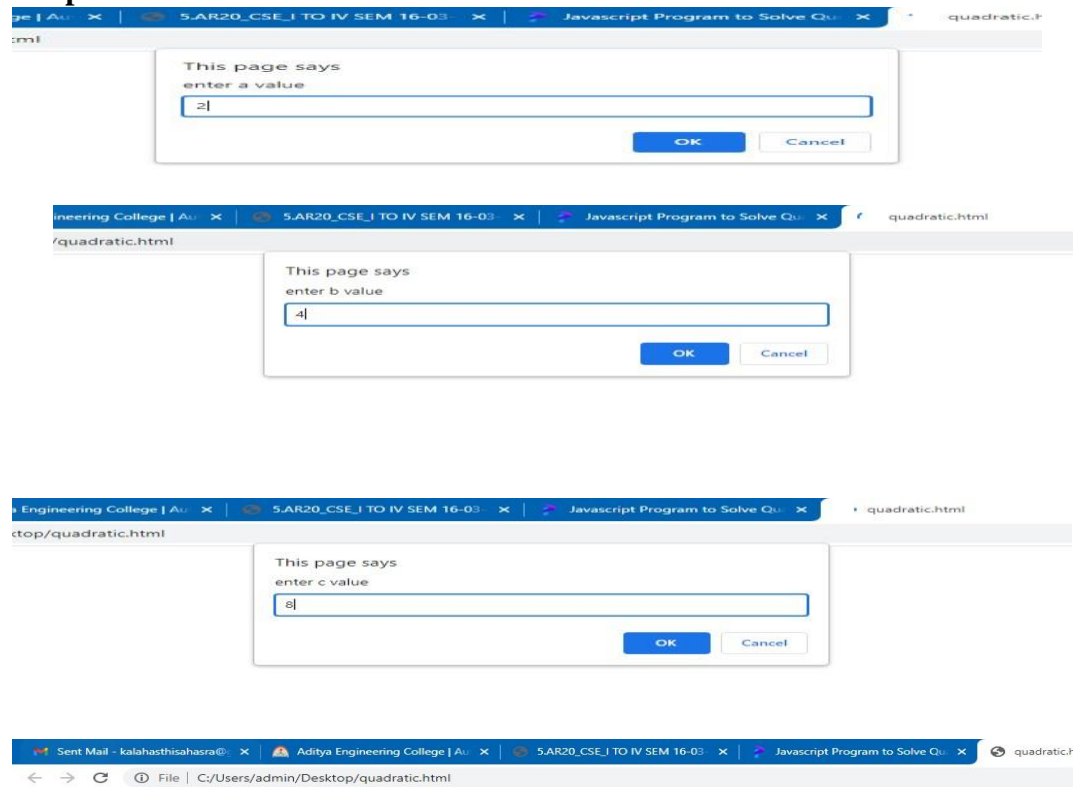 ge | Au 5.AR20_CSE_I TO IV SEM 16-03- Javascript Program to Solve Qu quadratic.h
tml
This page says
enter a value
2
OK Cancel
ineering College | Au 5.AR20_CSE_I TO IV SEM 16-03- Javascript Program to Solve Qu quadratic.html
/quadratic.html
This page says
enter b value
4
OK Cancel
a Engineering College | Au 5.AR20_CSE_I TO IV SEM 16-03- Javascript Program to Solve Qu quadratic.html
ktop/quadratic.html
This page says
enter c value
8
OK Cancel
Sent Mail - kalahasthisahasra@ Aditya Engineering College | Au 5.AR20_CSE_I TO IV SEM 16-03- Javascript Program to Solve Qu quadratic.h
File | C:/Users/admin/Desktop/quadratic.html